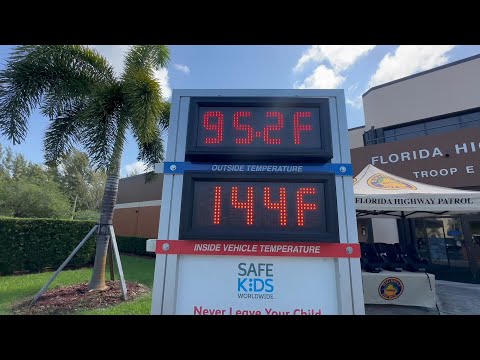 95.2F
OUTSIDE TEMPERATURE
144F
INSIDE VEHICLE TEMPERATURE
SAFE
KIDS
WORLDWIDE
Never Leave Your Child
FLORIDA HIG
TROOP E
FLORIDA HIGHWAY PATROL